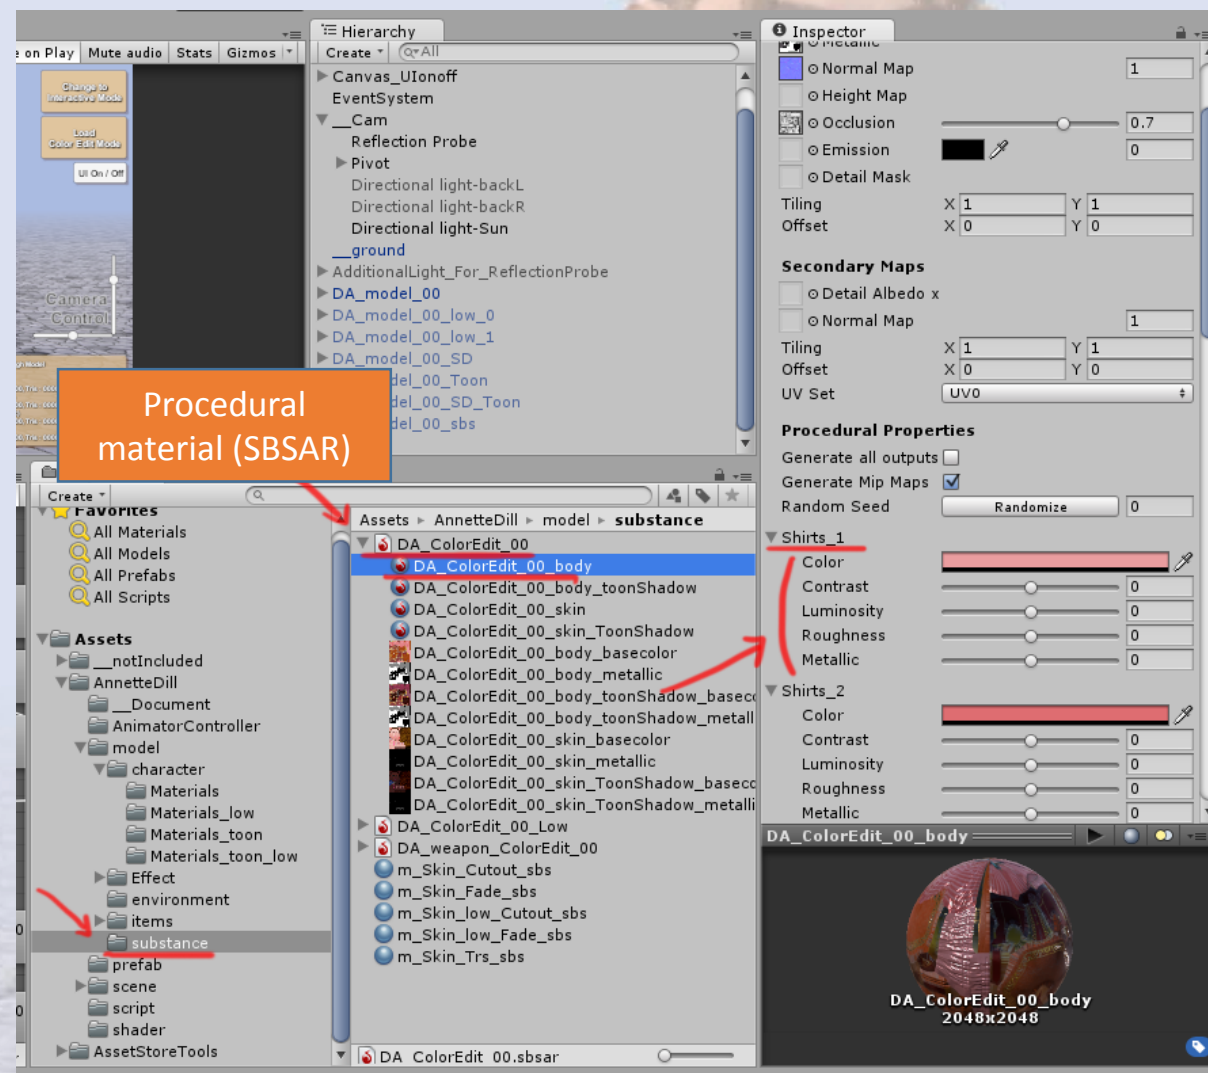 e on Play Mute audio Stats Gizmos
Change to
Interactive Mode
Load
Color Edit Mode
UI On / Off
Camera
Control
Hierarchy
Create All
Canvas_UIonoff
EventSystem
__Cam
Reflection Probe
Pivot
Directional light-backL
Directional light-backR
Directional light-Sun
__ground
AdditionalLight_For_ReflectionProbe
DA_model_00
DA_model_00_low_0
DA_model_00_low_1
DA_model_00_SD
del_00_Toon
del_00_SD_Toon
del_00_sbs
Procedural
material (SBSAR)
Create
Favorites
All Materials
All Models
All Prefabs
All Scripts
Assets
__notIncluded
AnnetteDill
__Document
AnimatorController
model
character
Materials
Materials_low
Materials_toon
Materials_toon_low
Effect
environment
items
substance
prefab
scene
script
shader
AssetStoreTools
Assets AnnetteDill model substance
DA_ColorEdit_00
DA_ColorEdit_00_body
DA_ColorEdit_00_body_toonShadow
DA_ColorEdit_00_skin
DA_ColorEdit_00_skin_ToonShadow
DA_ColorEdit_00_body_basecolor
DA_ColorEdit_00_body_metallic
DA_ColorEdit_00_body_toonShadow_baseco
DA_ColorEdit_00_body_toonShadow_metall
DA_ColorEdit_00_skin_basecolor
DA_ColorEdit_00_skin_metallic
DA_ColorEdit_00_skin_ToonShadow_baseco
DA_ColorEdit_00_skin_ToonShadow_metalli
DA_ColorEdit_00_Low
DA_weapon_ColorEdit_00
m_Skin_Cutout_sbs
m_Skin_Fade_sbs
m_Skin_low_Cutout_sbs
m_Skin_low_Fade_sbs
m_Skin_Trs_sbs
DA_ColorEdit_00.sbsar
Inspector
Metallic
Normal Map 1
Height Map
Occlusion 0.7
Emission 0
Detail Mask
Tiling X 1 Y 1
Offset X 0 Y 0
Secondary Maps
Detail Albedo x
Normal Map 1
Tiling X 1 Y 1
Offset X 0 Y 0
UV Set UV0
Procedural Properties
Generate all outputs
Generate Mip Maps
Random Seed Randomize 0
Shirts_1
Color
Contrast 0
Luminosity 0
Roughness 0
Metallic 0
Shirts_2
Color
Contrast 0
Luminosity 0
Roughness 0
Metallic 0
DA_ColorEdit_00_body
DA_ColorEdit_00_body
2048x2048